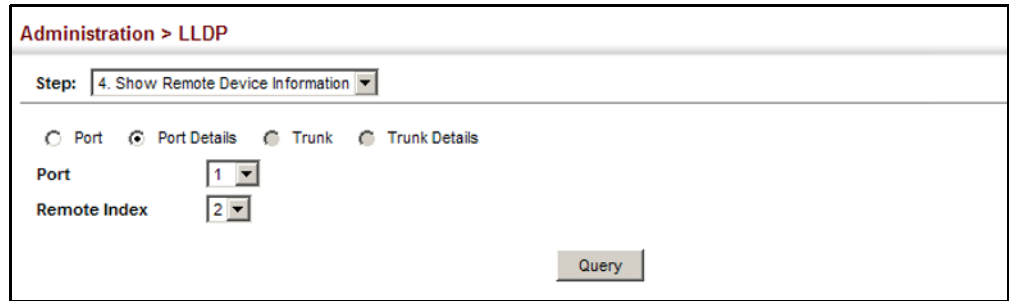 Administration > LLDP
Step: 4. Show Remote Device Information
Port Port Details Trunk Trunk Details
Port 1
Remote Index 2
Query